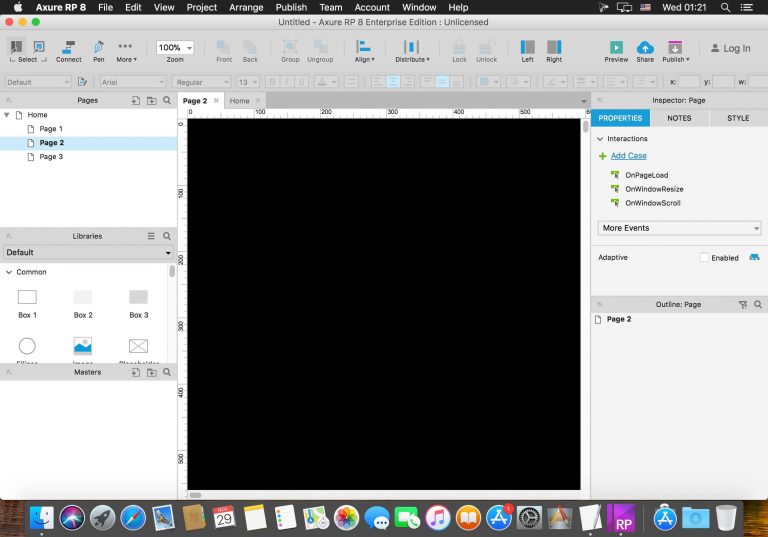 Axure RP 8 File Edit View Project Arrange Publish Team Account Window Help Wed 01:21
Untitled - Axure RP 8 Enterprise Edition : Unlicensed
100%
Select Connect Pen More Zoom Front Back Group Ungroup Align Distribute Lock Unlock Left Right Preview Share Publish Log In
Default Arial Regular 13 x: y: w:
Pages
Home
Page 1
Page 2
Page 3
Libraries
Default
Common
Box 1 Box 2 Box 3
Masters
Page 2 Home
0 100 200 300 400 500
0
100
200
300
400
500
Inspector: Page
PROPERTIES NOTES STYLE
Interactions
Add Case
OnPageLoad
OnWindowResize
OnWindowScroll
More Events
Adaptive Enabled
Outline: Page
Page 2
NOV
29
1
RP